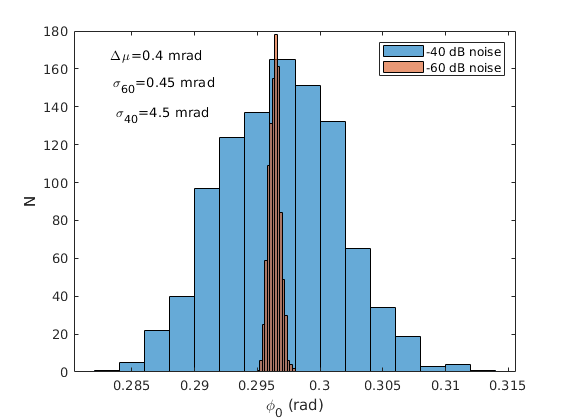 Δμ=0.4 mrad
σ60=0.45 mrad
σ40=4.5 mrad
-40 dB noise
-60 dB noise
180
160
140
120
100
80
60
40
20
0
N
0.285
0.29
0.295
0.3
0.305
0.31
0.315
ϕ0 (rad)